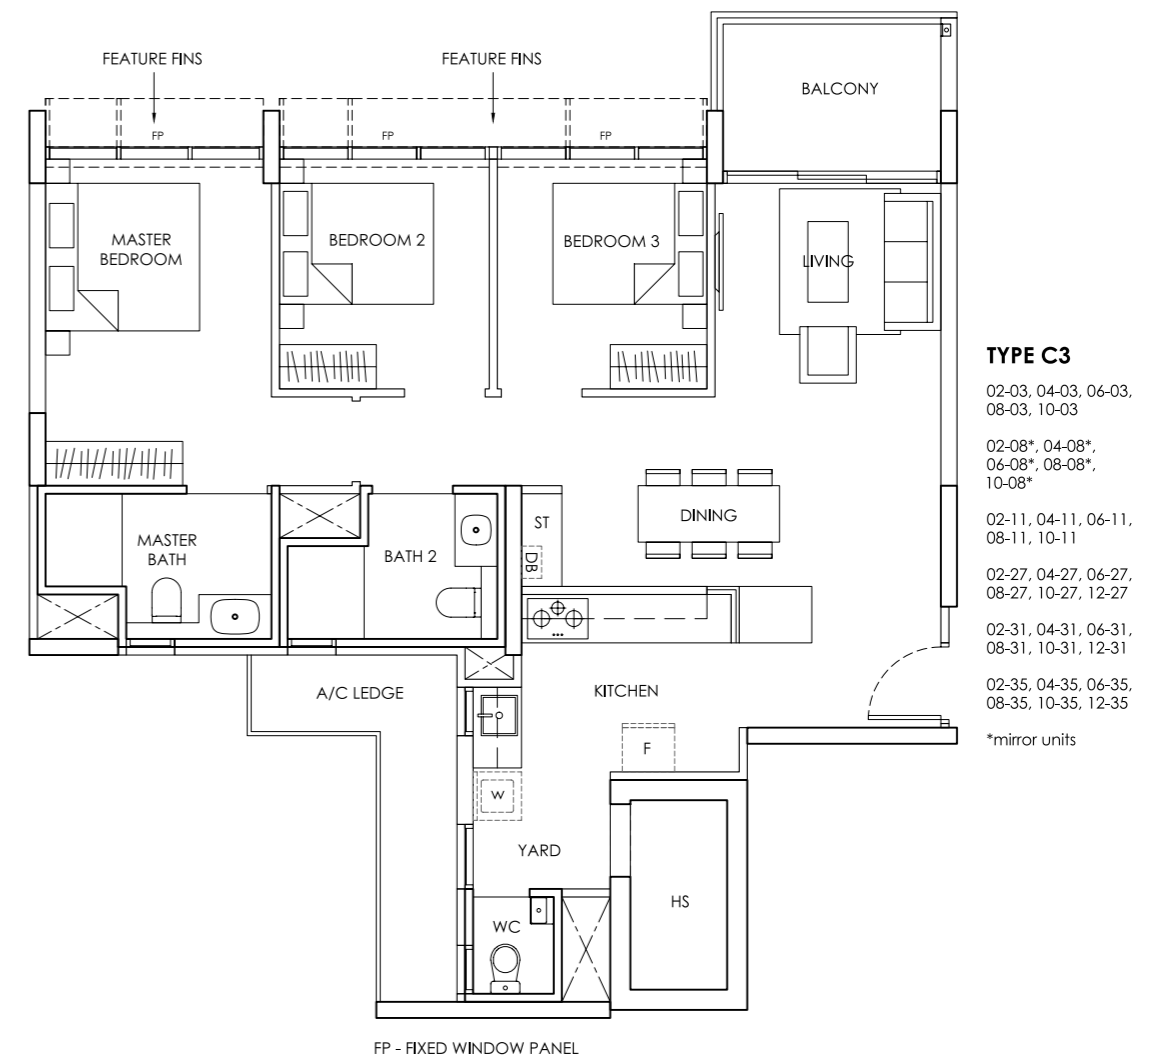 FEATURE FINS
FEATURE FINS
BALCONY
FP
FP
FP
MASTER
BEDROOM
BEDROOM 2
BEDROOM 3
LIVING
TYPE C3
02-03, 04-03, 06-03,
08-03, 10-03
02-08*, 04-08*,
06-08*, 08-08*,
10-08*
02-11, 04-11, 06-11,
08-11, 10-11
02-27, 04-27, 06-27,
08-27, 10-27, 12-27
02-31, 04-31, 06-31,
08-31, 10-31, 12-31
02-35, 04-35, 06-35,
08-35, 10-35, 12-35
*mirror units
DINING
ST
DB
MASTER
BATH
BATH 2
A/C LEDGE
KITCHEN
F
W
YARD
WC
HS
FP - FIXED WINDOW PANEL